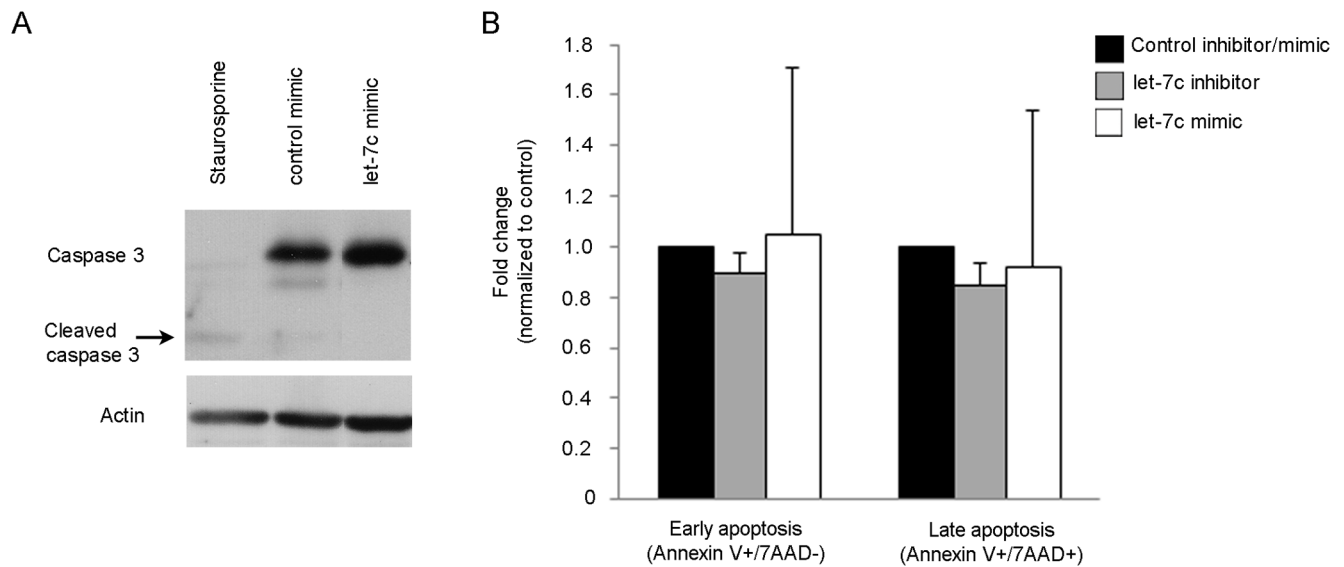 A
Staurosporine
control mimic
let-7c mimic
Caspase 3
Cleaved
caspase 3
Actin
B
Fold change
(normalized to control)
1.8
1.6
1.4
1.2
1.0
0.8
0.6
0.4
0.2
0
Early apoptosis
(Annexin V+/7AAD-)
Late apoptosis
(Annexin V+/7AAD+)
Control inhibitor/mimic
let-7c inhibitor
let-7c mimic